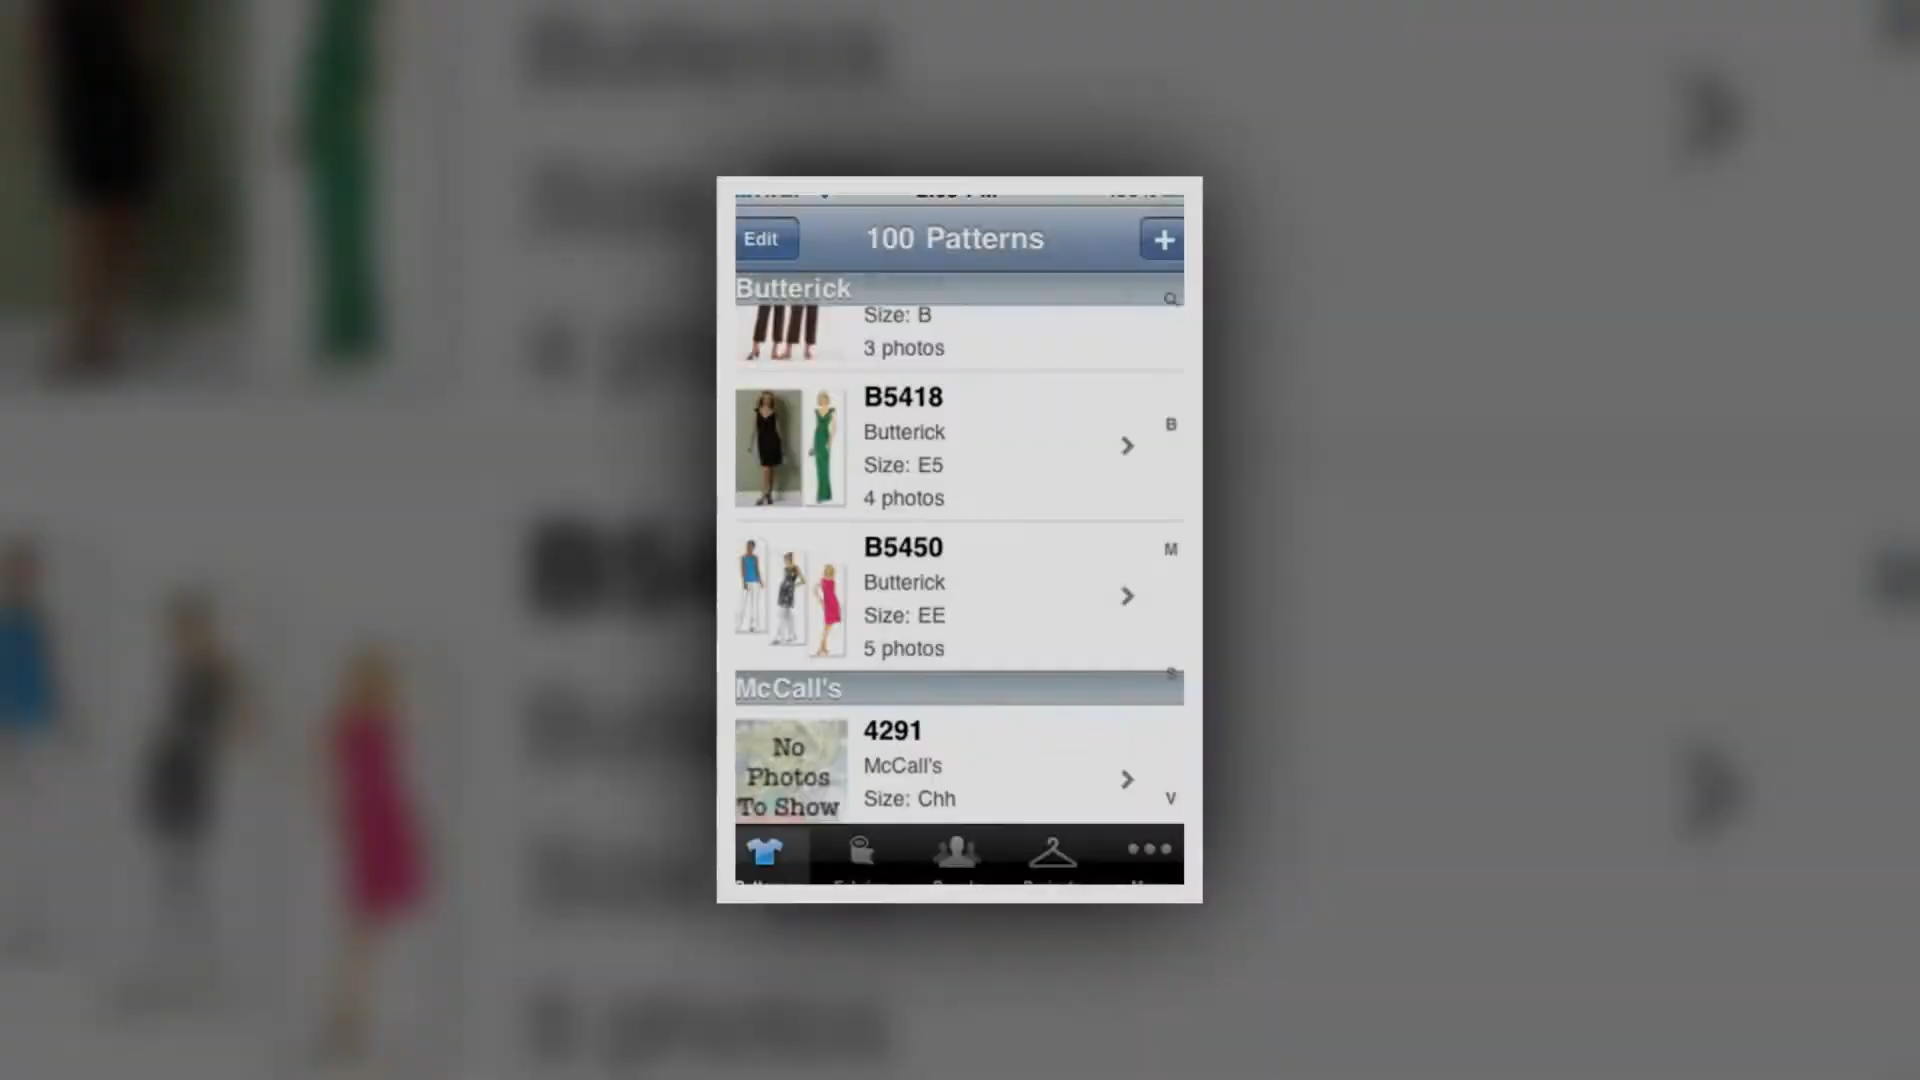 Edit
100 Patterns
+
Butterick
Size: B
3 photos
B5418
Butterick
Size: E5
4 photos
B
B5450
Butterick
Size: EE
5 photos
M
S
McCall's
No
Photos
To Show
4291
McCall's
Size: Chh
V